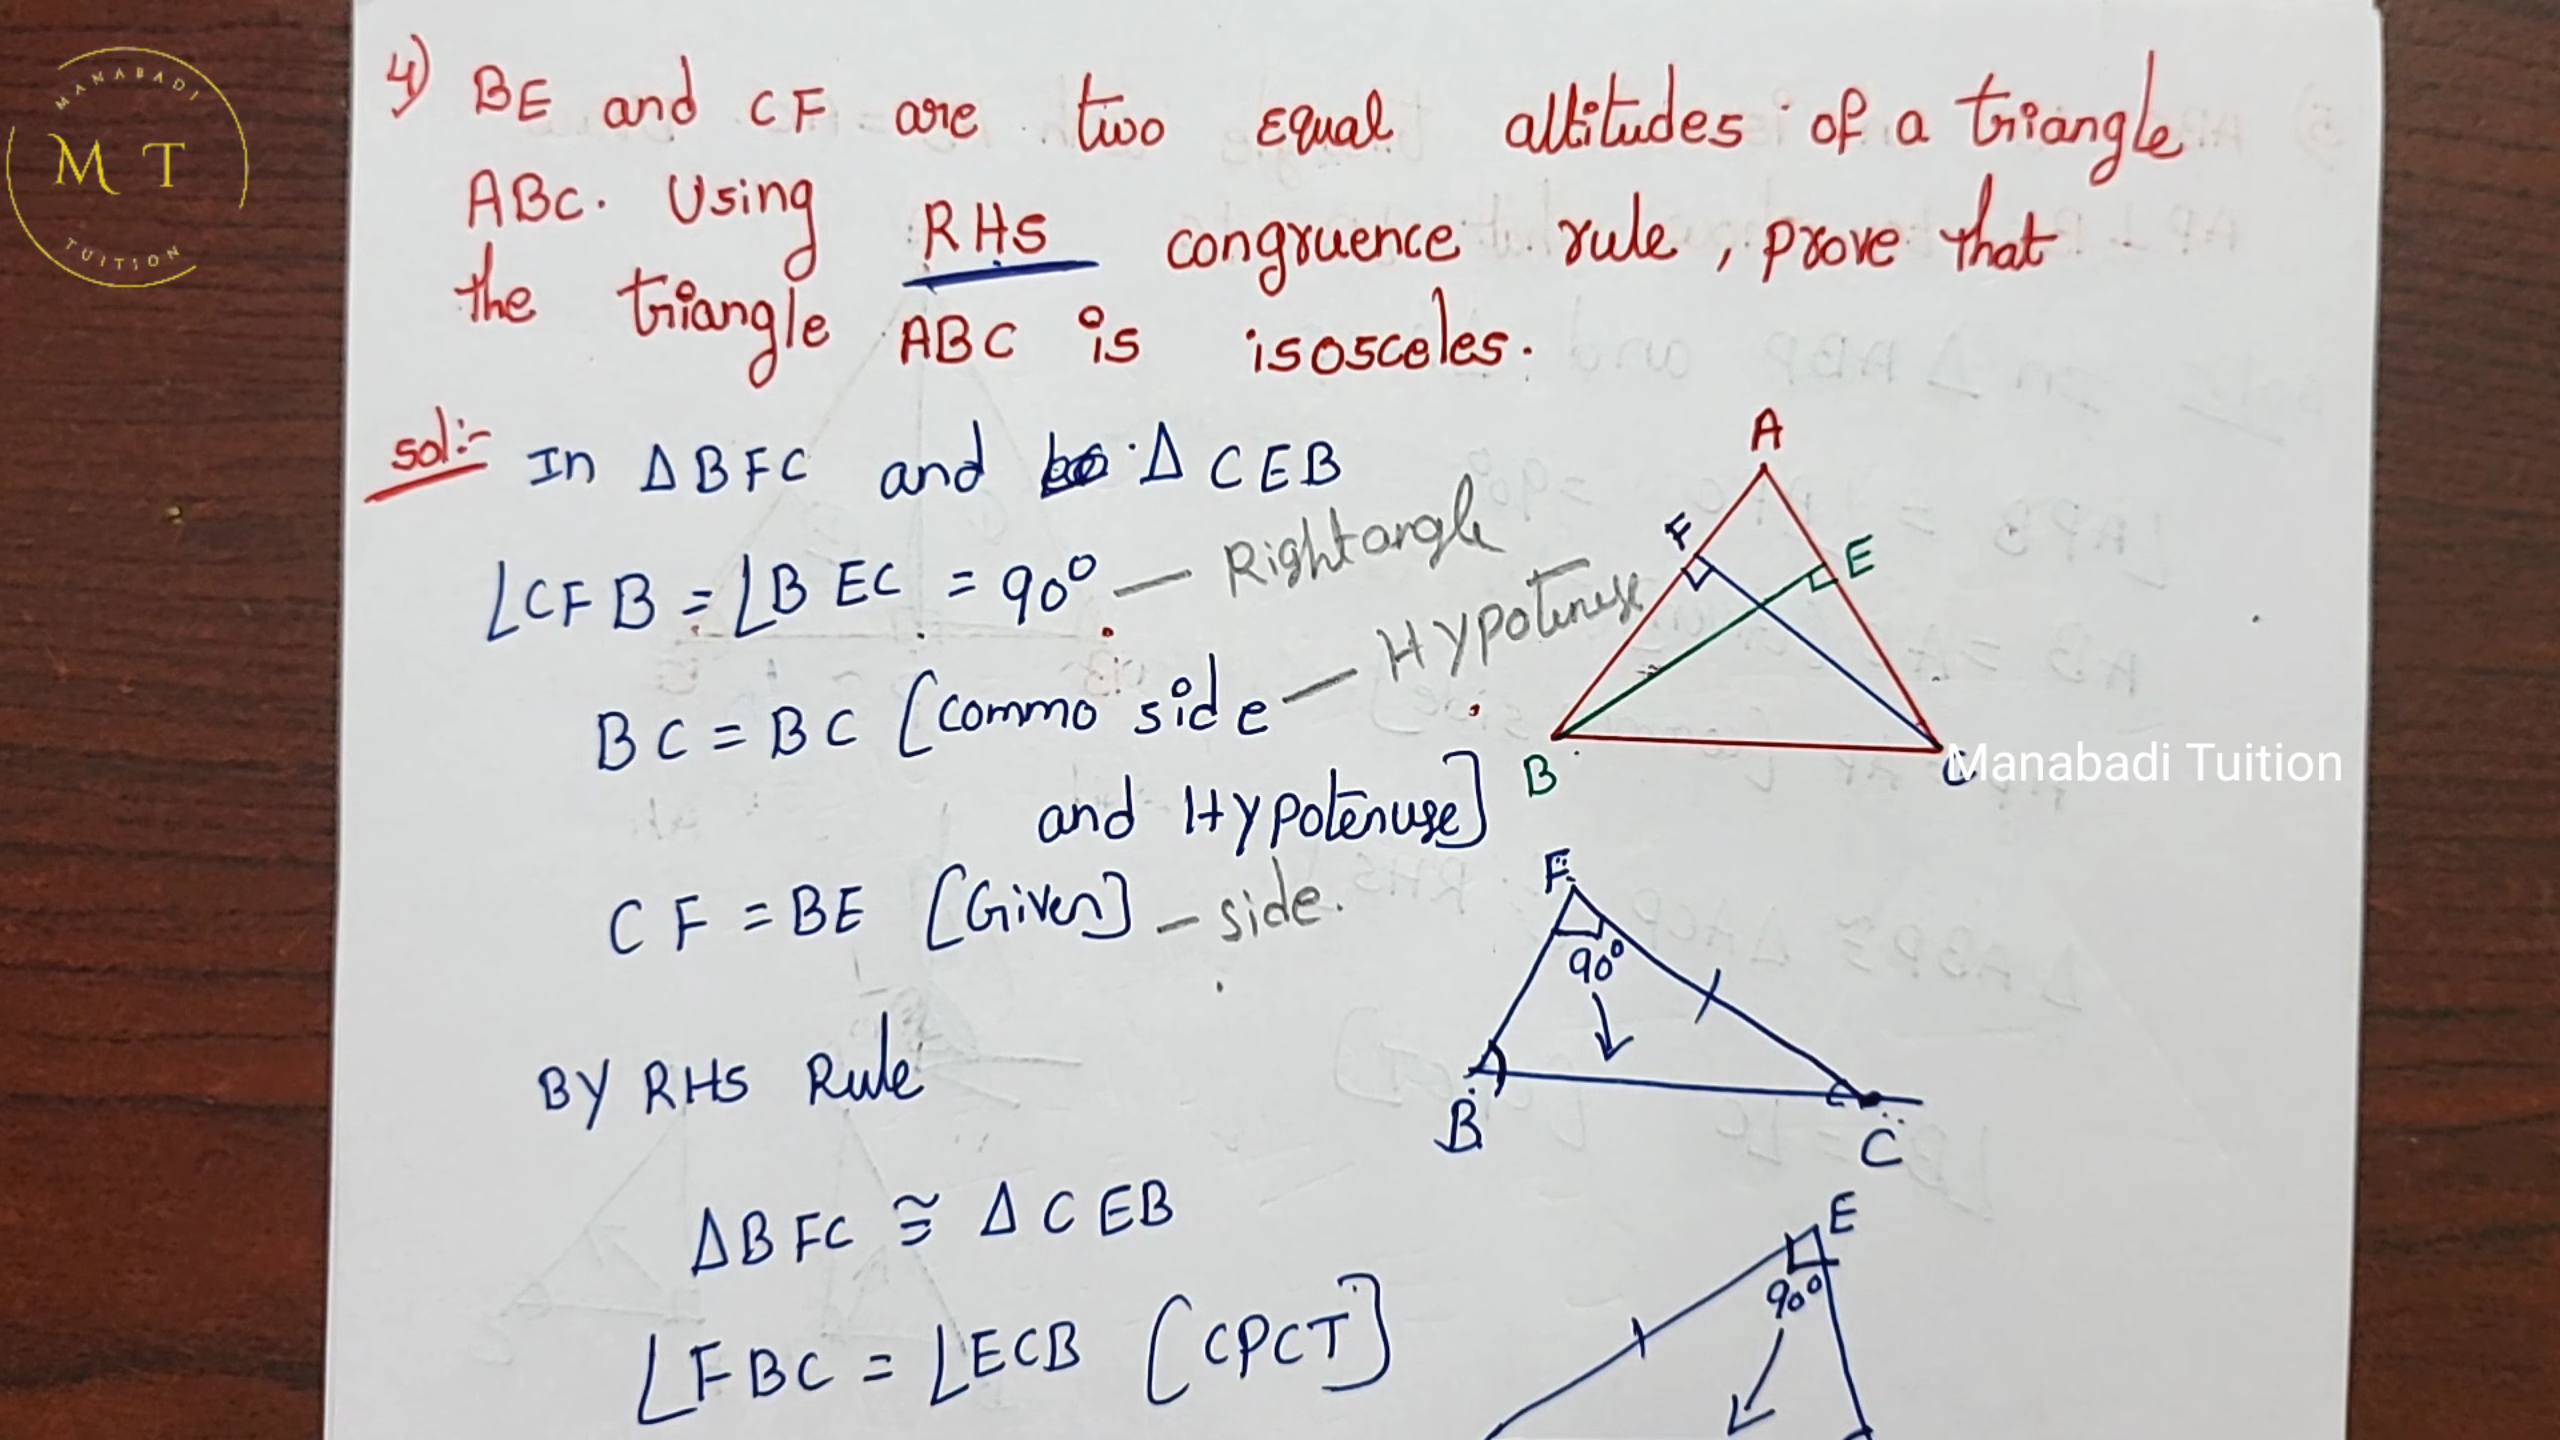 MANABADI
M T
TUITION
4) BE and CF are two equal altitudes of a triangle
ABC. Using RHS congruence rule, prove that
the triangle ABC is isosceles.
Sol:- In ΔBFC and ΔCEB
∠CFB = ∠BEC = 90° — Rightangle
BC = BC [Commo side — Hypotenuse
and Hypotenuse]
CF = BE [Given] — side.
By RHS Rule
ΔBFC ≅ ΔCEB
∠FBC = ∠ECB [CPCT]
A
F
E
B
C
Manabadi Tuition
F
90°
B
C
E
90°